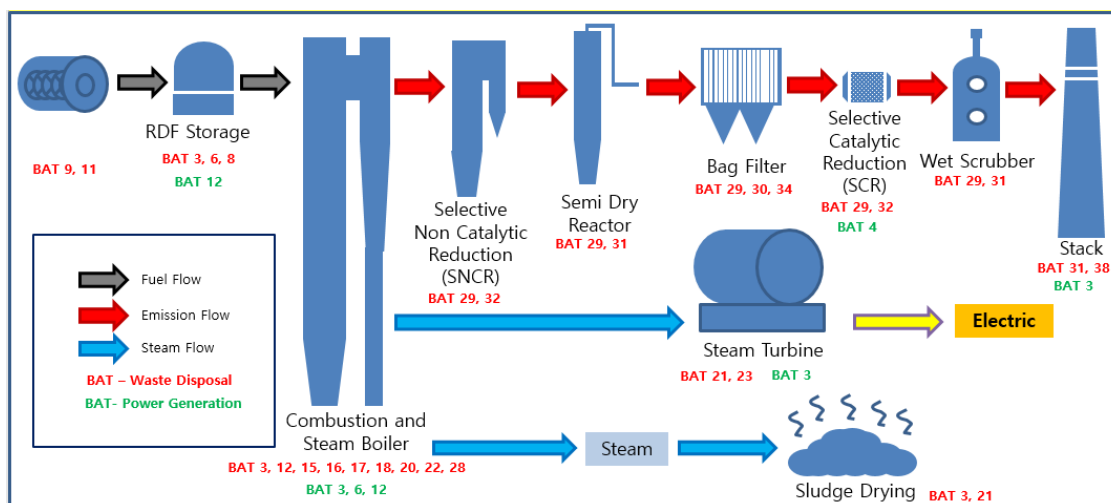 BAT 9, 11
RDF Storage
BAT 3, 6, 8
BAT 12
Combustion and
Steam Boiler
BAT 3, 12, 15, 16, 17, 18, 20, 22, 28
BAT 3, 6, 12
Selective
Non Catalytic
Reduction
(SNCR)
BAT 29, 32
Semi Dry
Reactor
BAT 29, 31
Bag Filter
BAT 29, 30, 34
Selective
Catalytic
Reduction
(SCR)
BAT 29, 32
BAT 4
Wet Scrubber
BAT 29, 31
Stack
BAT 31, 38
BAT 3
Fuel Flow
Emission Flow
Steam Flow
BAT – Waste Disposal
BAT- Power Generation
Steam Turbine
BAT 21, 23 BAT 3
Electric
Steam
Sludge Drying
BAT 3, 21